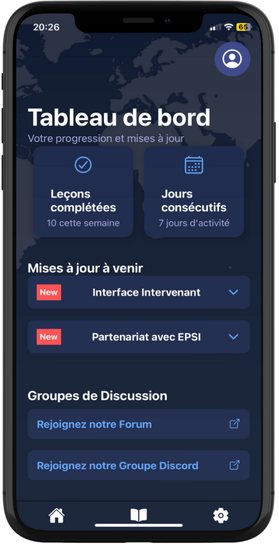 20:26
65
Tableau de bord
Votre progression et mises à jour
Leçons
complétées
10 cette semaine
Jours
consécutifs
7 jours d'activité
Mises à jour à venir
New
Interface Intervenant
New
Partenariat avec EPSI
Groupes de Discussion
Rejoignez notre Forum
Rejoignez notre Groupe Discord